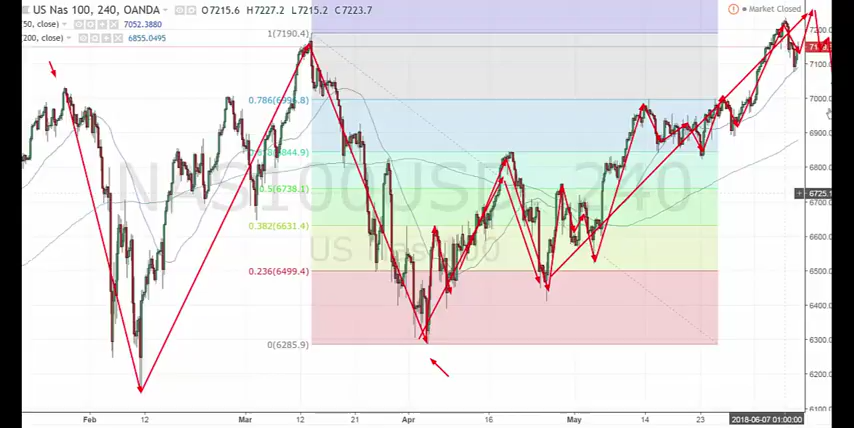 US Nas 100, 240, OANDA O7215.6 H7227.2 L7215.2 C7223.7
Market Closed
50, close) 7052.3880
200, close) 6855.0495
1(7190.4)
7200.0
7100.0
0.786(6996.8)
7000.0
6900.0
6844.9)
NAS100USD, 240
6800.0
0.5(6738.1)
6725.1
US Nas 100
0.382(6631.4)
6600.0
0.236(6499.4)
6500.0
6400.0
0(6285.9)
6300.0
6200.0
6100.0
Feb 12 Mar 12 21 Apr 16 May 14 23 2018-06-07 01:00:00